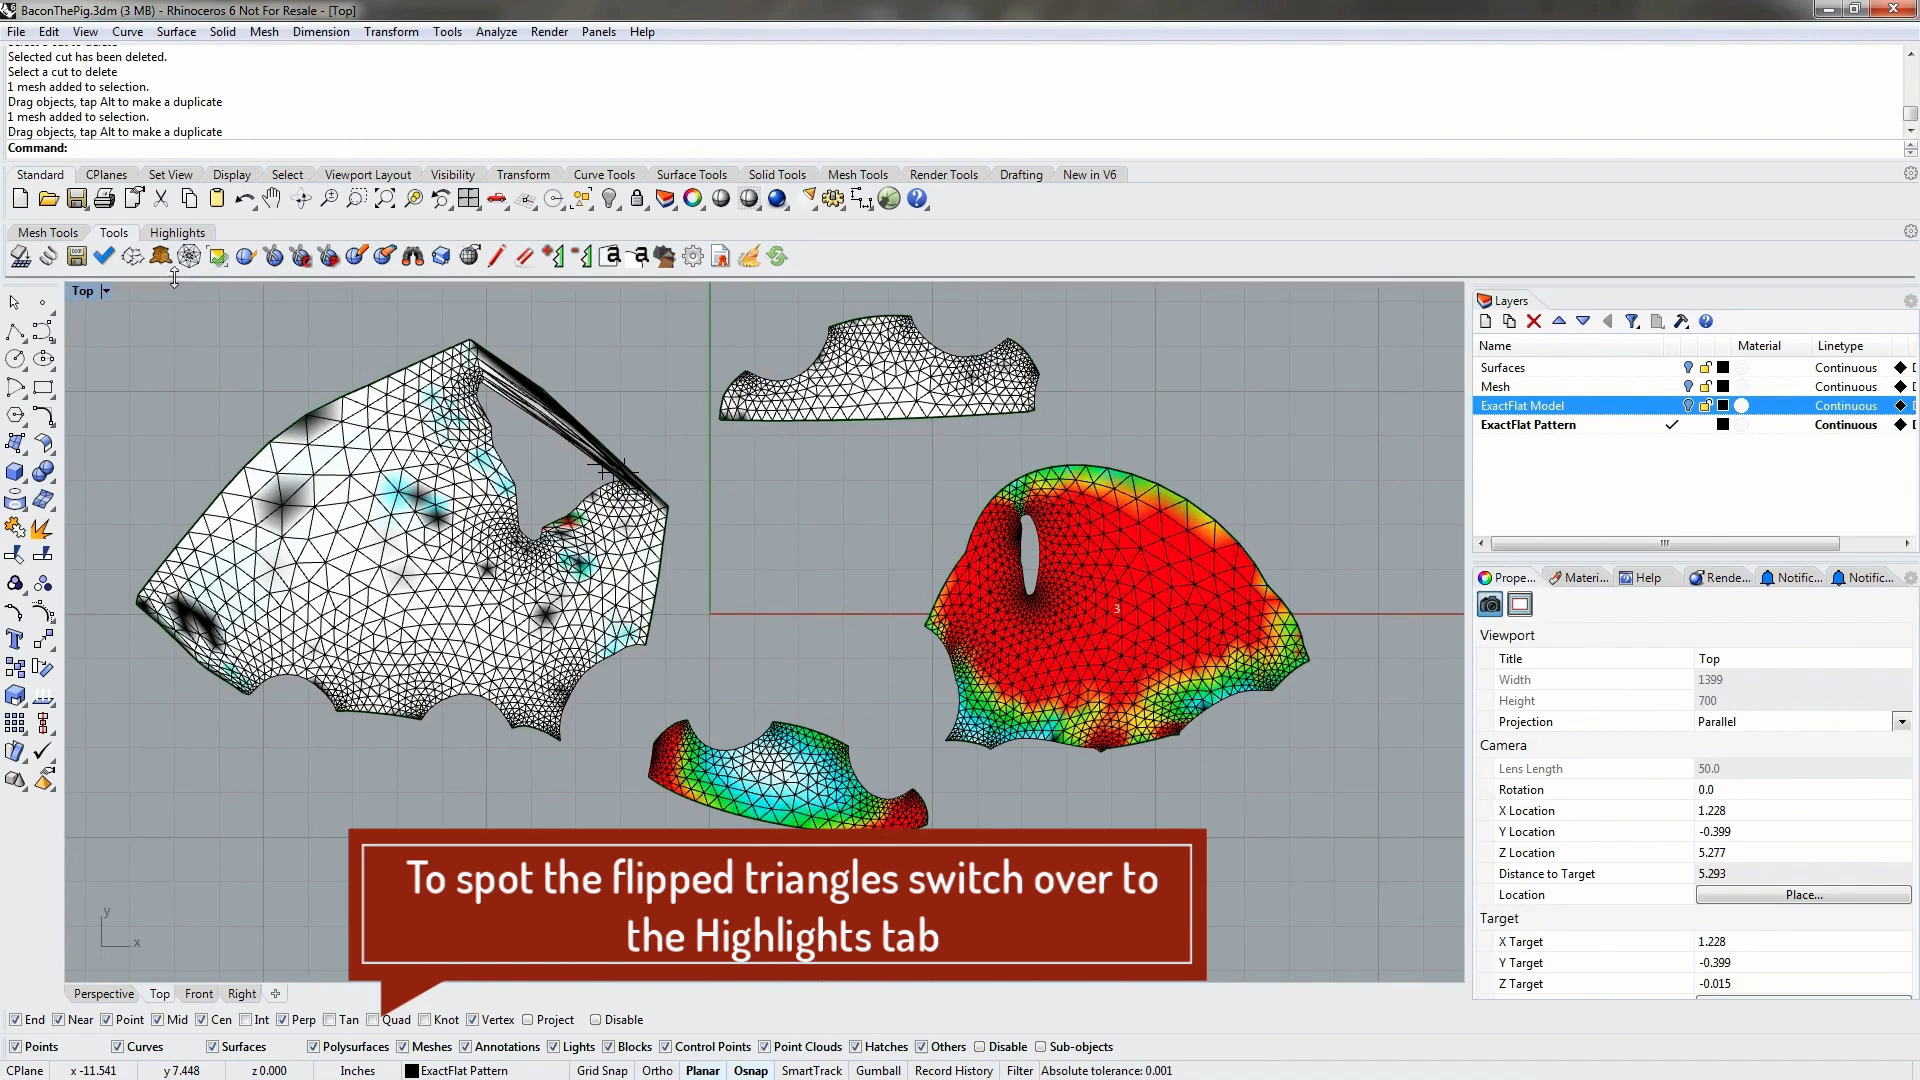 BaconThePig.3dm (3 MB) - Rhinoceros 6 Not For Resale - [Top]
File Edit View Curve Surface Solid Mesh Dimension Transform Tools Analyze Render Panels Help
Selected cut has been deleted.
Select a cut to delete
1 mesh added to selection.
Drag objects, tap Alt to make a duplicate
1 mesh added to selection.
Drag objects, tap Alt to make a duplicate
Command:
Standard CPlanes Set View Display Select Viewport Layout Visibility Transform Curve Tools Surface Tools Solid Tools Mesh Tools Render Tools Drafting New in V6
Mesh Tools Tools Highlights
Top
Layers
Name Material Linetype
Surfaces Continuous
Mesh Continuous
ExactFlat Model Continuous
ExactFlat Pattern Continuous
Prope... Materi... Help Rende... Notific... Notific...
Viewport
Title Top
Width 1399
Height 700
Projection Parallel
Camera
Lens Length 50.0
Rotation 0.0
X Location 1.228
Y Location -0.399
Z Location 5.277
Distance to Target 5.293
Location Place...
Target
X Target 1.228
Y Target -0.399
Z Target -0.015
3
y
x
To spot the flipped triangles switch over to
the Highlights tab
Perspective Top Front Right
End Near Point Mid Cen Int Perp Tan Quad Knot Vertex Project Disable
Points Curves Surfaces Polysurfaces Meshes Annotations Lights Blocks Control Points Point Clouds Hatches Others Disable Sub-objects
CPlane x -11.541 y 7.448 z 0.000 Inches ExactFlat Pattern Grid Snap Ortho Planar Osnap SmartTrack Gumball Record History Filter Absolute tolerance: 0.001